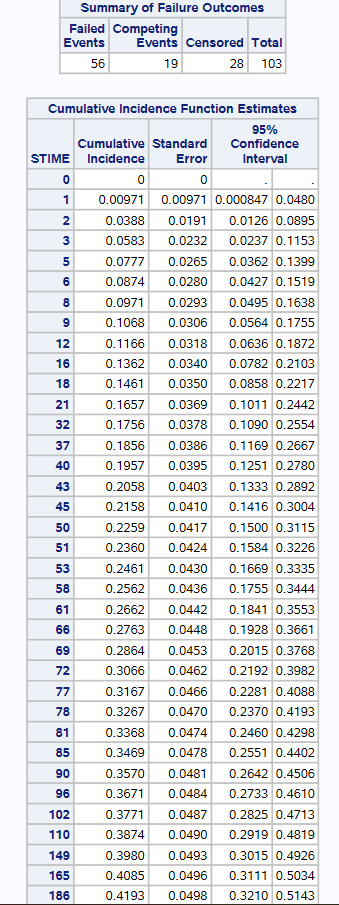 Summary of Failure Outcomes
Failed Events Competing Events Censored Total
56 19 28 103
Cumulative Incidence Function Estimates
STIME Cumulative Incidence Standard Error 95% Confidence Interval
0 0 0 . .
1 0.00971 0.00971 0.000847 0.0480
2 0.0388 0.0191 0.0126 0.0895
3 0.0583 0.0232 0.0237 0.1153
5 0.0777 0.0265 0.0362 0.1399
6 0.0874 0.0280 0.0427 0.1519
8 0.0971 0.0293 0.0495 0.1638
9 0.1068 0.0306 0.0564 0.1755
12 0.1166 0.0318 0.0636 0.1872
16 0.1362 0.0340 0.0782 0.2103
18 0.1461 0.0350 0.0858 0.2217
21 0.1657 0.0369 0.1011 0.2442
32 0.1756 0.0378 0.1090 0.2554
37 0.1856 0.0386 0.1169 0.2667
40 0.1957 0.0395 0.1251 0.2780
43 0.2058 0.0403 0.1333 0.2892
45 0.2158 0.0410 0.1416 0.3004
50 0.2259 0.0417 0.1500 0.3115
51 0.2360 0.0424 0.1584 0.3226
53 0.2461 0.0430 0.1669 0.3335
58 0.2562 0.0436 0.1755 0.3444
61 0.2662 0.0442 0.1841 0.3553
66 0.2763 0.0448 0.1928 0.3661
69 0.2864 0.0453 0.2015 0.3768
72 0.3066 0.0462 0.2192 0.3982
77 0.3167 0.0466 0.2281 0.4088
78 0.3267 0.0470 0.2370 0.4193
81 0.3368 0.0474 0.2460 0.4298
85 0.3469 0.0478 0.2551 0.4402
90 0.3570 0.0481 0.2642 0.4506
96 0.3671 0.0484 0.2733 0.4610
102 0.3771 0.0487 0.2825 0.4713
110 0.3874 0.0490 0.2919 0.4819
149 0.3980 0.0493 0.3015 0.4926
165 0.4085 0.0496 0.3111 0.5034
186 0.4193 0.0498 0.3210 0.5143